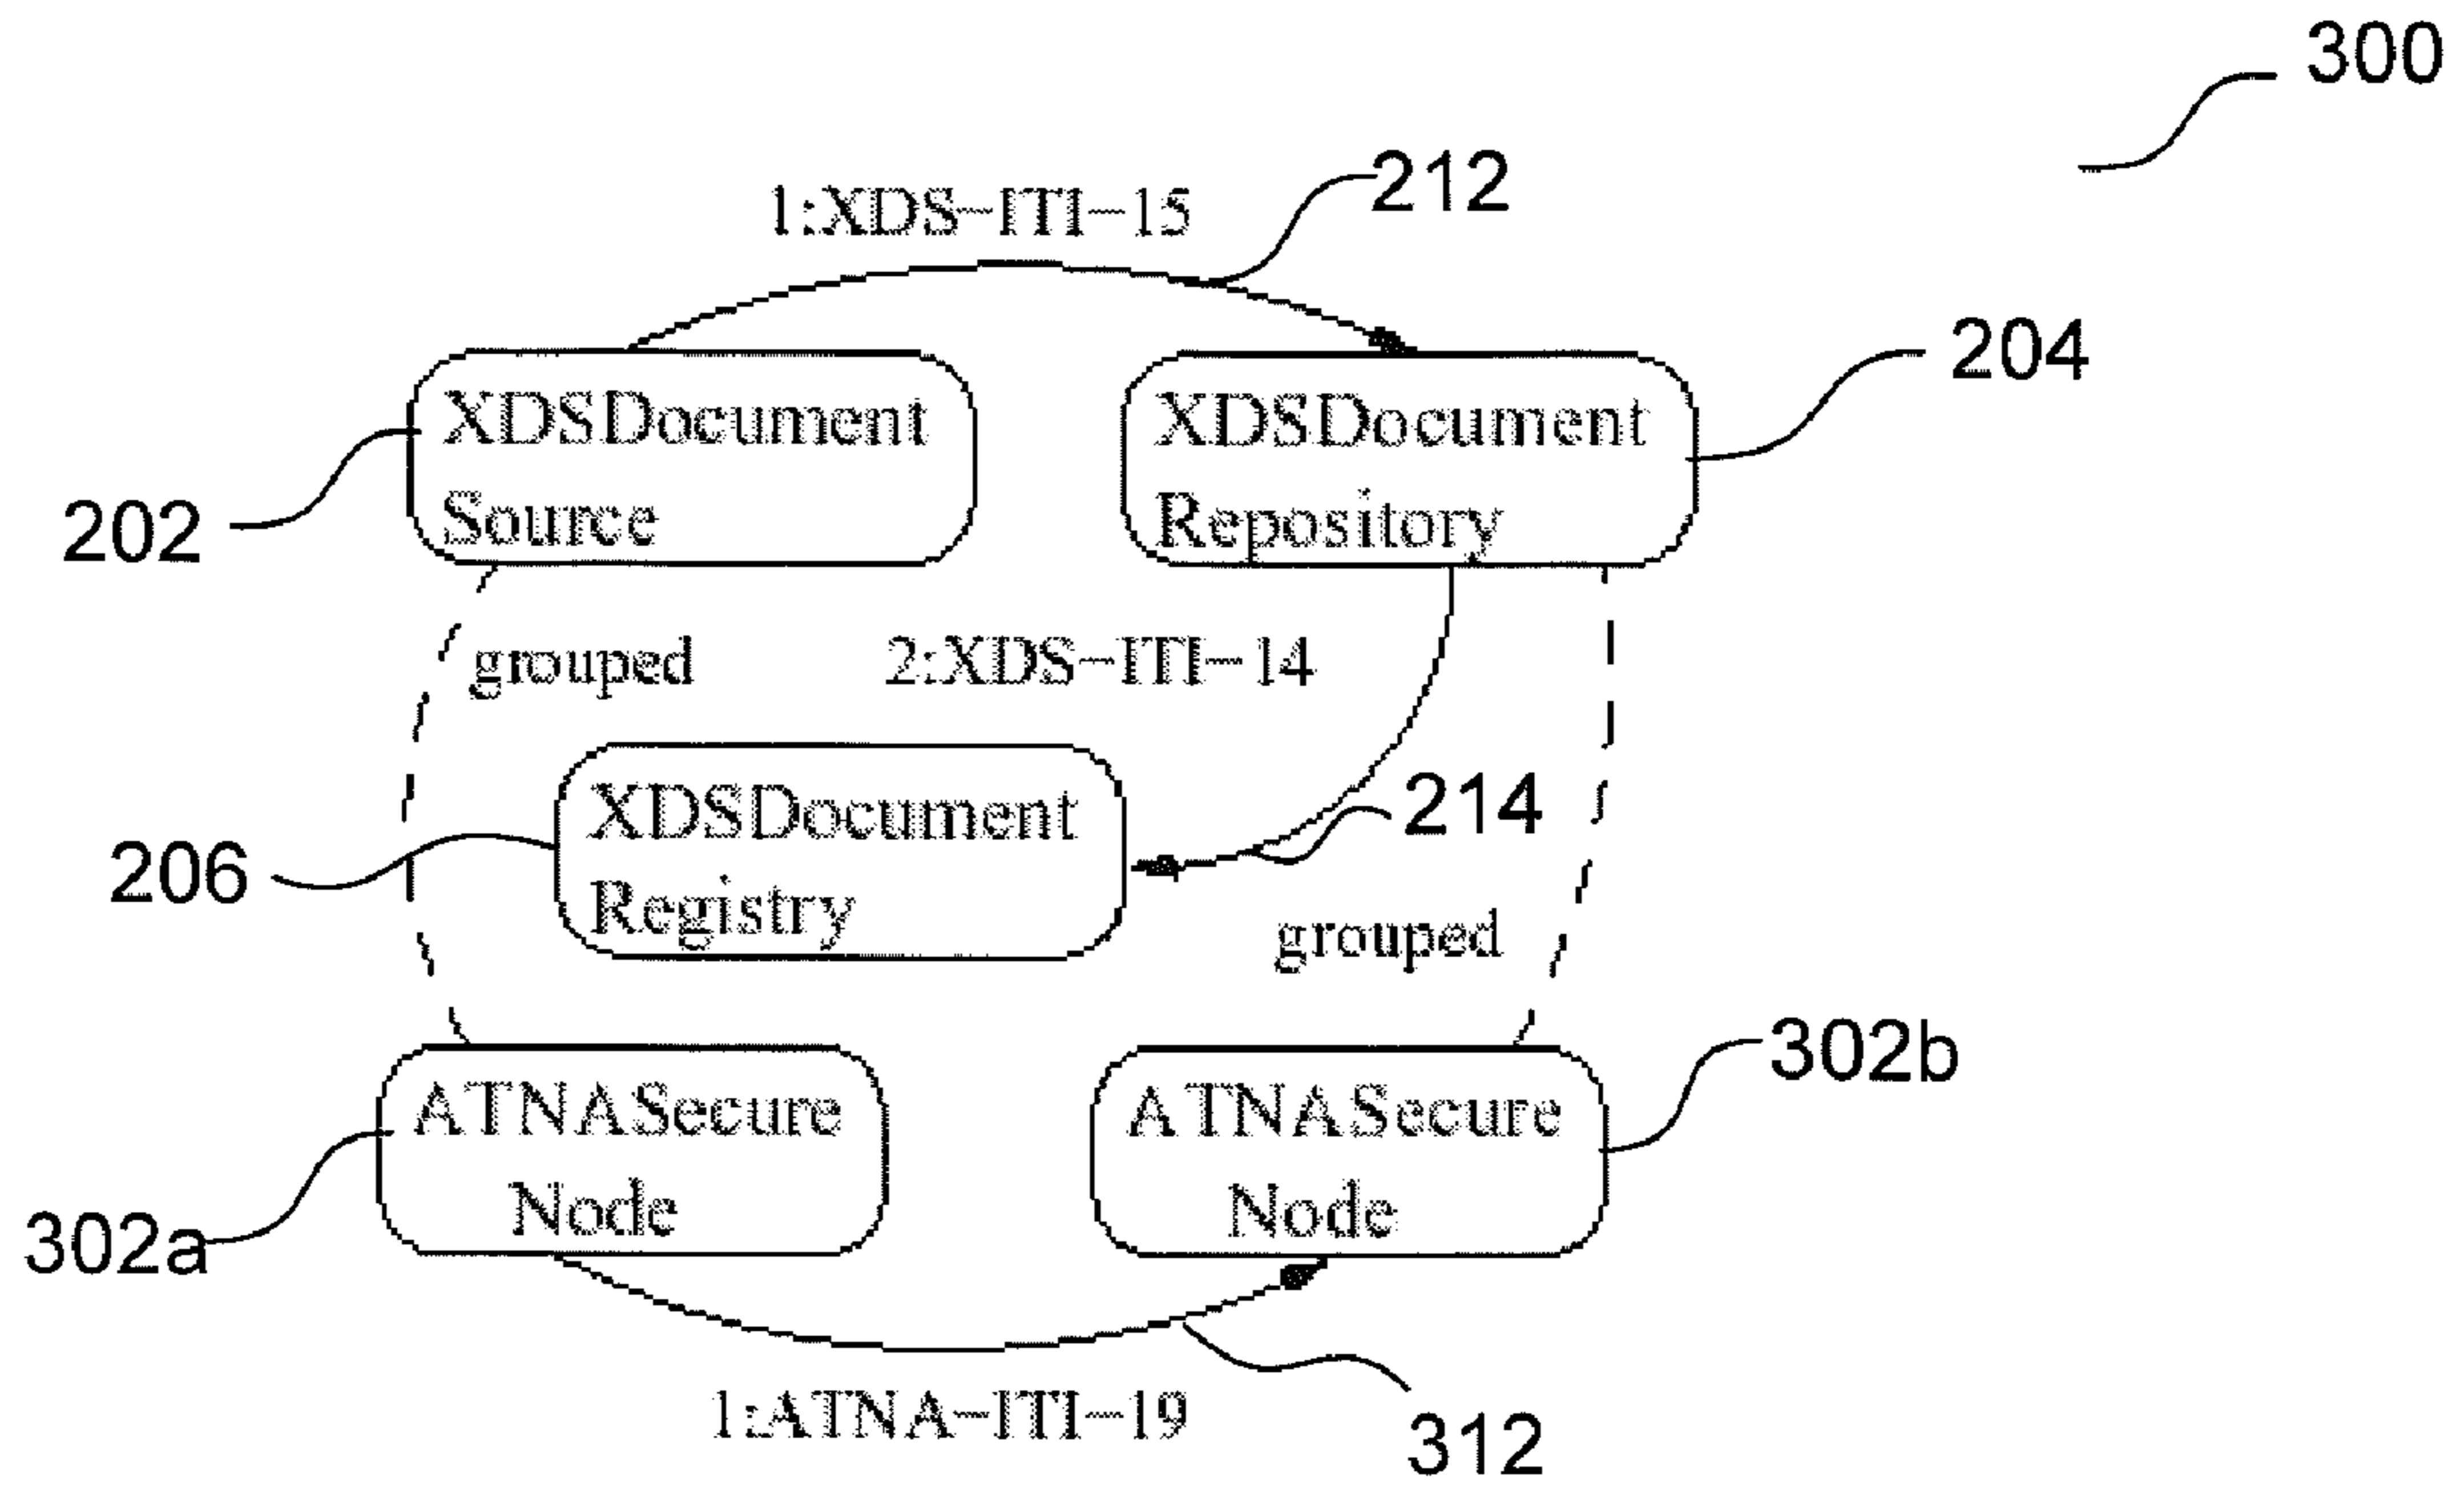 300
1:XDS-ITI-15
212
XDSDocument
Source
XDSDocument
Repository
204
202
grouped
2:XDS-ITI-14
XDSDocument
Registry
214
206
grouped
ATNASecure
Node
ATNASecure
Node
302b
302a
1:ATNA-ITI-19
312